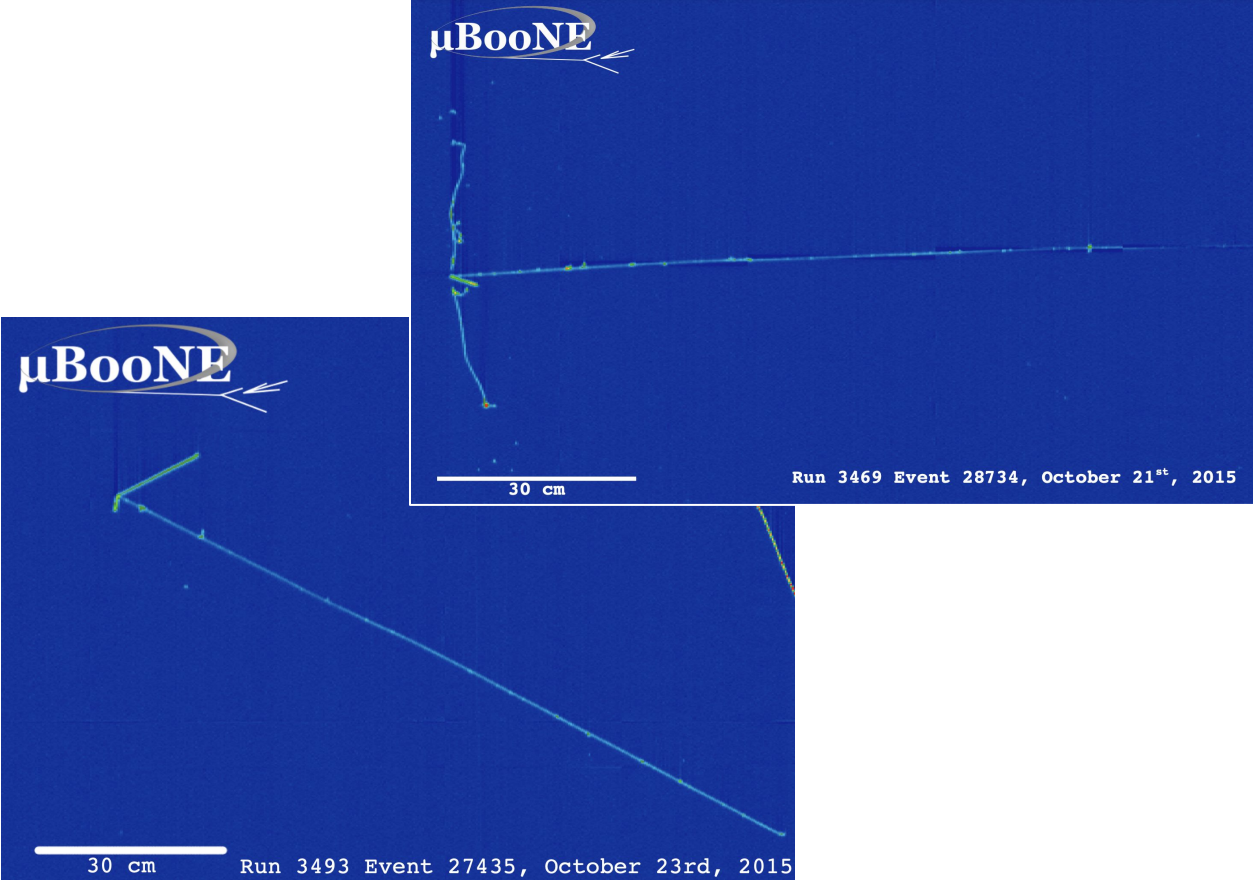 µBooNE
30 cm
Run 3469 Event 28734, October 21st, 2015
µBooNE
30 cm
Run 3493 Event 27435, October 23rd, 2015